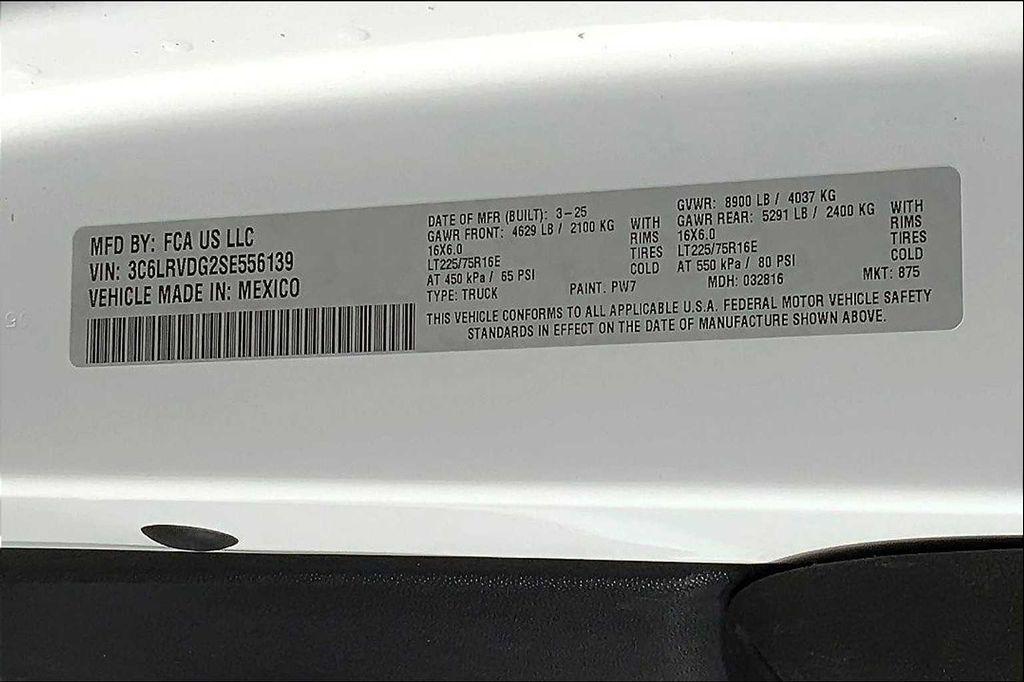 MFD BY: FCA US LLC
VIN: 3C6LRVDG2SE556139
VEHICLE MADE IN: MEXICO
DATE OF MFR (BUILT): 3-25
GAWR FRONT: 4629 LB / 2100 KG WITH
16X6.0 RIMS
LT225/75R16E TIRES
AT 450 kPa / 65 PSI COLD
TYPE: TRUCK PAINT: PW7
GVWR: 8900 LB / 4037 KG
GAWR REAR: 5291 LB / 2400 KG WITH
16X6.0 RIMS
LT225/75R16E TIRES
AT 550 kPa / 80 PSI COLD
MDH: 032816 MKT: 875
THIS VEHICLE CONFORMS TO ALL APPLICABLE U.S.A. FEDERAL MOTOR VEHICLE SAFETY
STANDARDS IN EFFECT ON THE DATE OF MANUFACTURE SHOWN ABOVE.